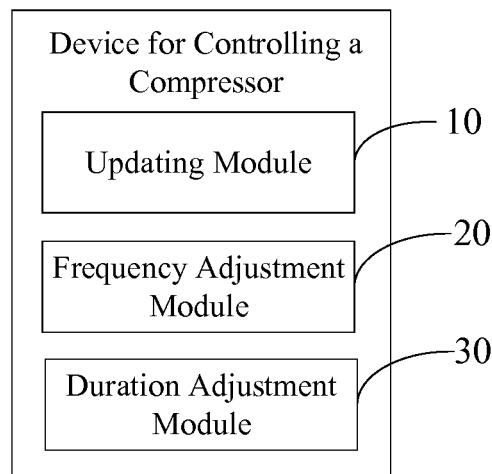 Device for Controlling a
Compressor
Updating Module
10
Frequency Adjustment
Module
20
Duration Adjustment
Module
30